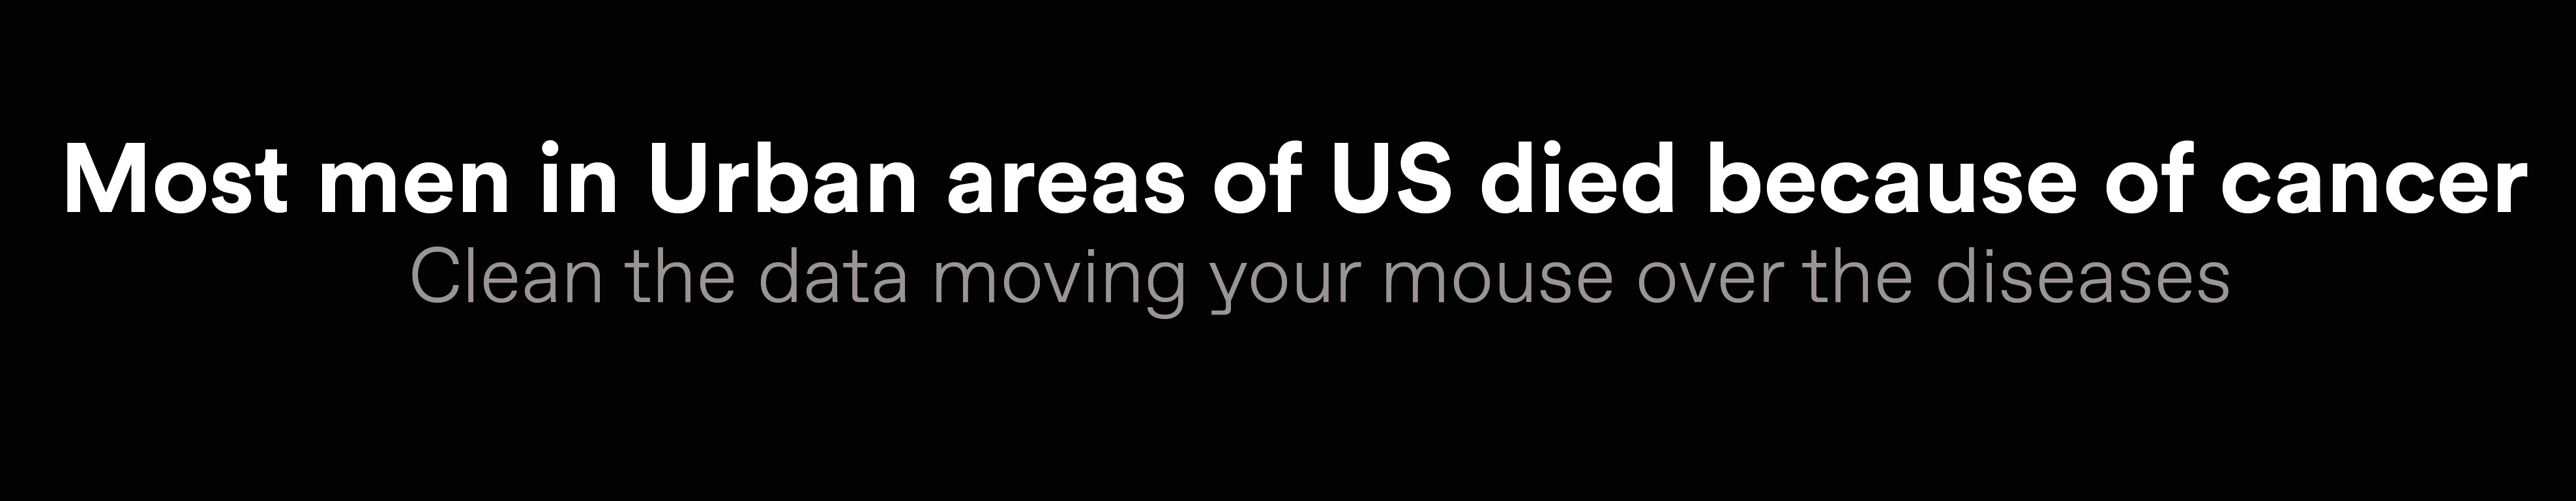 Most men in Urban areas of US died because of cancer
Clean the data moving your mouse over the diseases